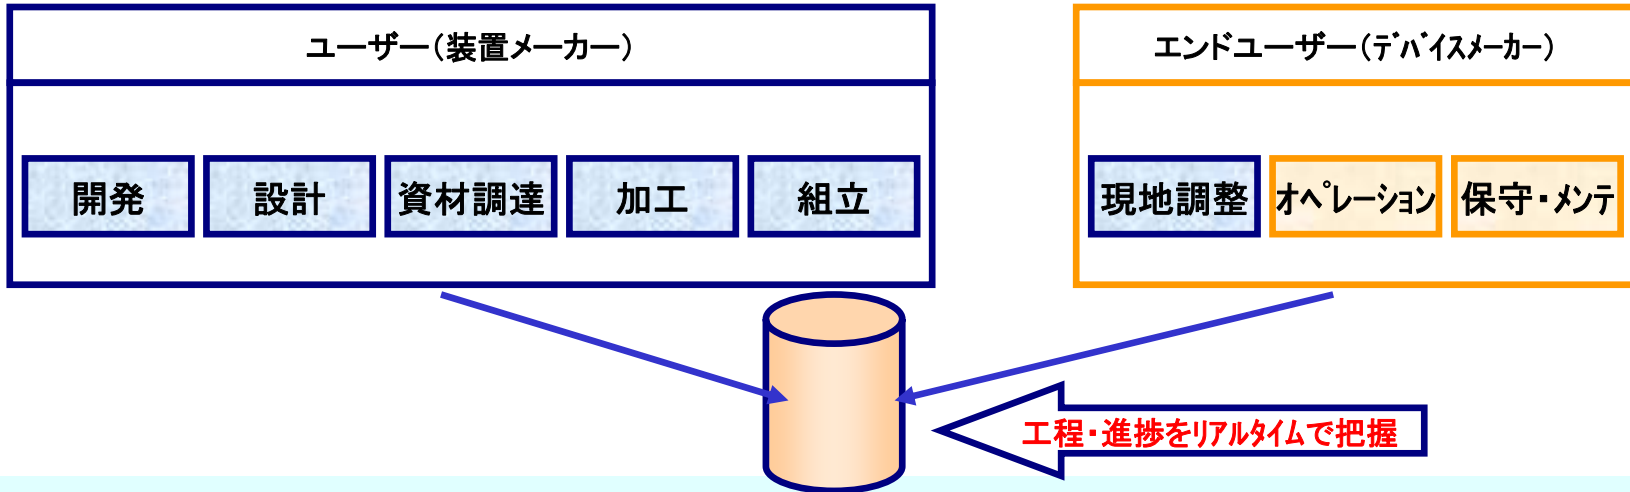 ユーザー（装置メーカー）
エンドユーザー（ﾃﾞﾊﾞｲｽﾒｰｶｰ）
開発
設計
資材調達
加工
組立
現地調整
ｵﾍﾟﾚｰｼｮﾝ
保守・ﾒﾝﾃ
工程・進捗をﾘｱﾙﾀｲﾑで把握